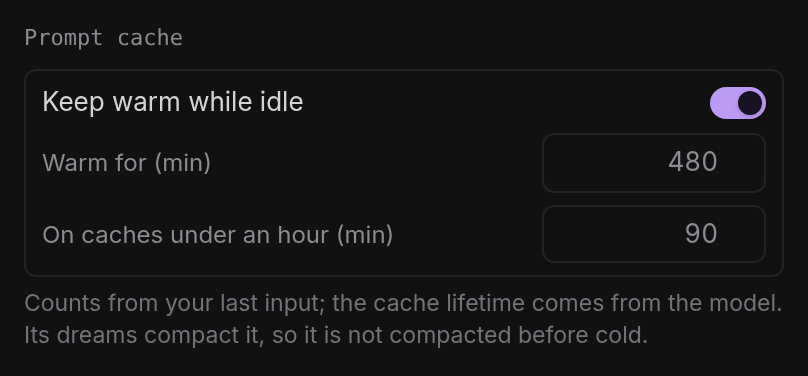 Prompt cache
Keep warm while idle
Warm for (min) 480
On caches under an hour (min) 90
Counts from your last input; the cache lifetime comes from the model.
Its dreams compact it, so it is not compacted before cold.